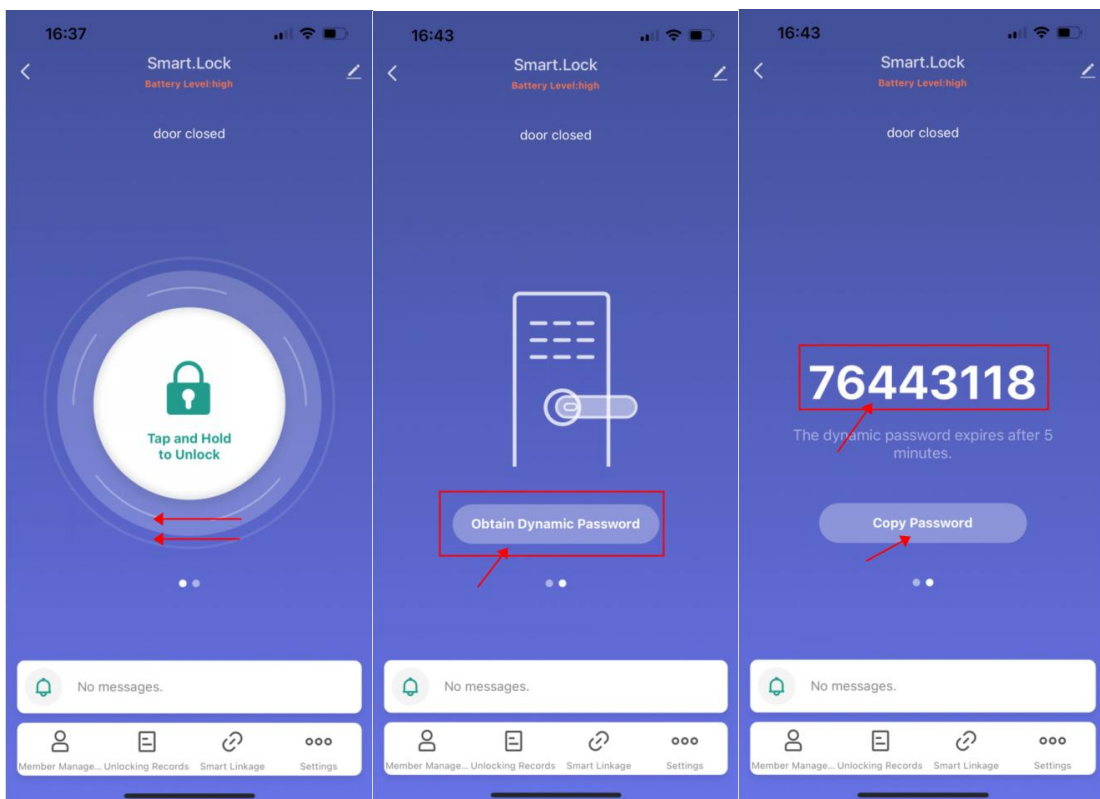 16:37
Smart.Lock
Battery Level:high
door closed
Tap and Hold
to Unlock
No messages.
Member Manage... Unlocking Records Smart Linkage Settings
16:43
Smart.Lock
Battery Level:high
door closed
Obtain Dynamic Password
No messages.
Member Manage... Unlocking Records Smart Linkage Settings
16:43
Smart.Lock
Battery Level:high
door closed
76443118
The dynamic password expires after 5
minutes.
Copy Password
No messages.
Member Manage... Unlocking Records Smart Linkage Settings